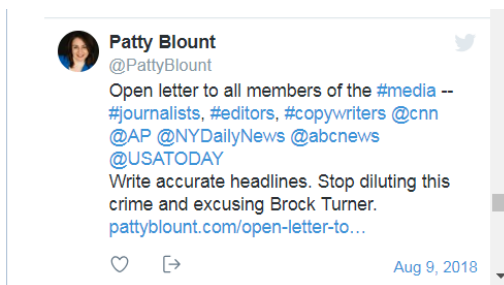 Patty Blount
@PattyBlount
Open letter to all members of the #media --
#journalists, #editors, #copywriters @cnn
@AP @NYDailyNews @abcnews
@USATODAY
Write accurate headlines. Stop diluting this
crime and excusing Brock Turner.
pattyblount.com/open-letter-to…
Aug 9, 2018